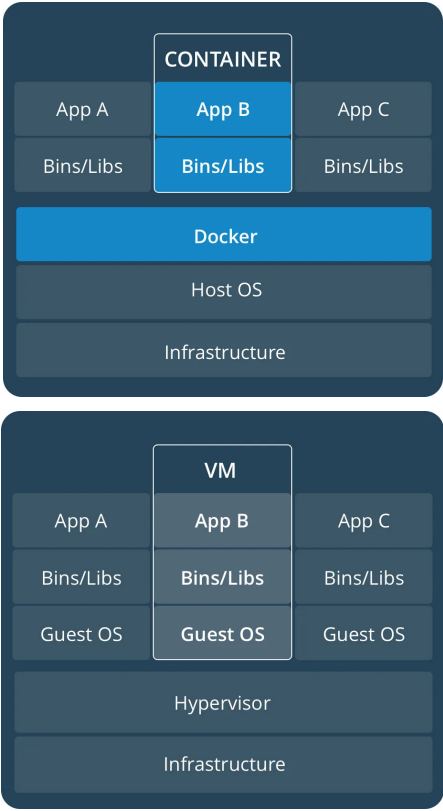 CONTAINER
App A App B App C
Bins/Libs Bins/Libs Bins/Libs
Docker
Host OS
Infrastructure
VM
App A App B App C
Bins/Libs Bins/Libs Bins/Libs
Guest OS Guest OS Guest OS
Hypervisor
Infrastructure